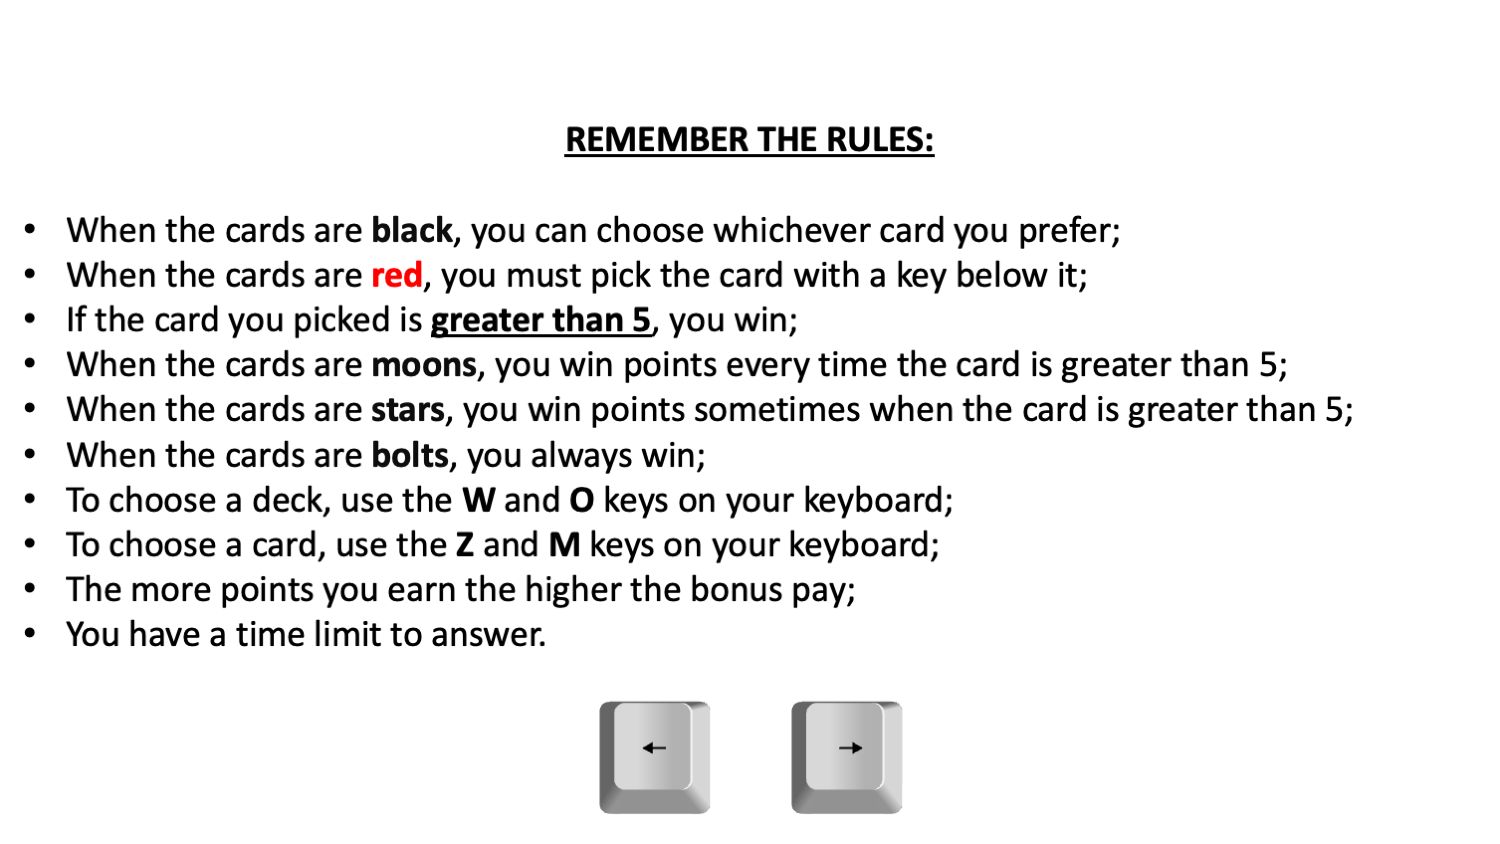 REMEMBER THE RULES:
• When the cards are black, you can choose whichever card you prefer;
• When the cards are red, you must pick the card with a key below it;
• If the card you picked is greater than 5, you win;
• When the cards are moons, you win points every time the card is greater than 5;
• When the cards are stars, you win points sometimes when the card is greater than 5;
• When the cards are bolts, you always win;
• To choose a deck, use the W and O keys on your keyboard;
• To choose a card, use the Z and M keys on your keyboard;
• The more points you earn the higher the bonus pay;
• You have a time limit to answer.
← →